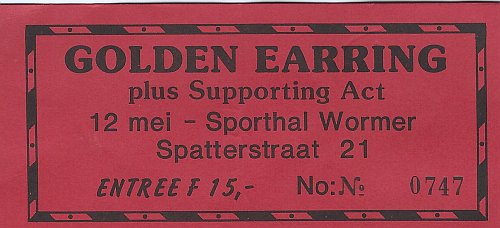 GOLDEN EARRING
plus Supporting Act
12 mei - Sporthal Wormer
Spatterstraat 21
ENTREE F 15,- No: № 0747